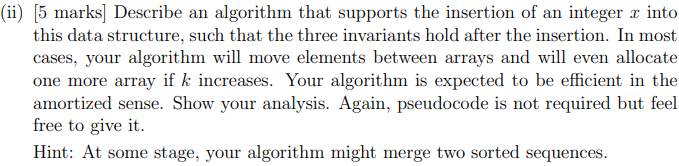 (ii) [5 marks] Describe an algorithm that supports the insertion of an integer x into
this data structure, such that the three invariants hold after the insertion. In most
cases, your algorithm will move elements between arrays and will even allocate
one more array if k increases. Your algorithm is expected to be efficient in the
amortized sense. Show your analysis. Again, pseudocode is not required but feel
free to give it.
Hint: At some stage, your algorithm might merge two sorted sequences.